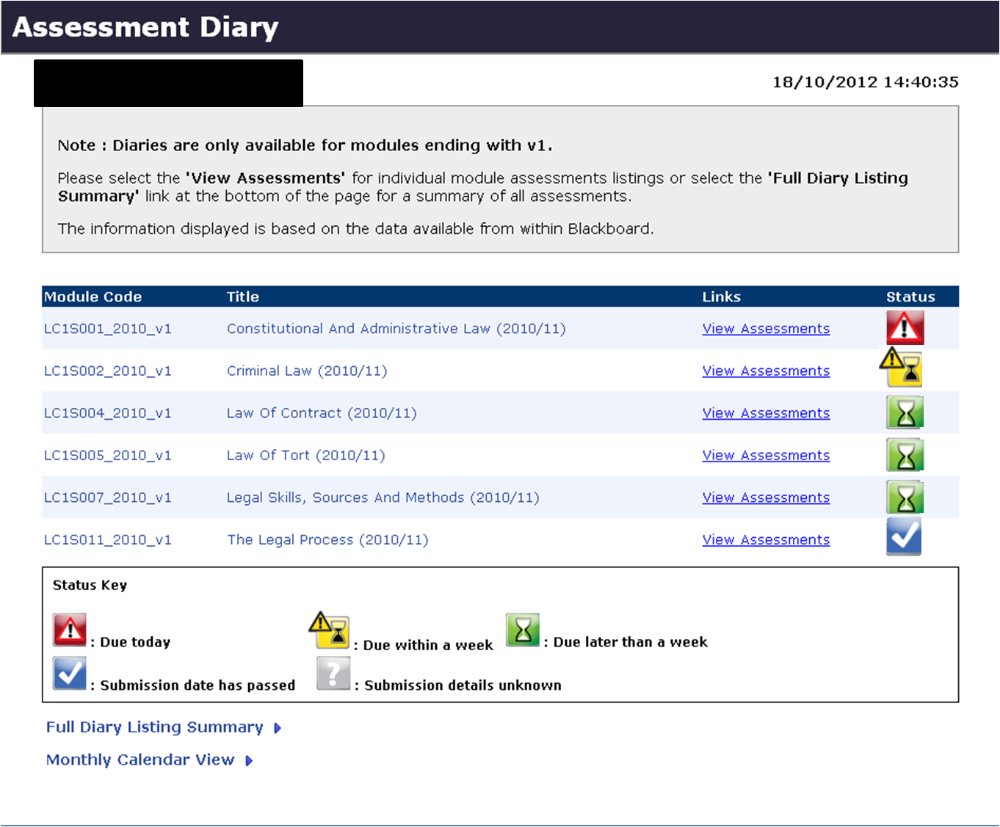 Assessment Diary
18/10/2012 14:40:35
Note : Diaries are only available for modules ending with v1.
Please select the 'View Assessments' for individual module assessments listings or select the 'Full Diary Listing
Summary' link at the bottom of the page for a summary of all assessments.
The information displayed is based on the data available from within Blackboard.
Module Code Title Links Status
LC1S001_2010_v1 Constitutional And Administrative Law (2010/11) View Assessments
LC1S002_2010_v1 Criminal Law (2010/11) View Assessments
LC1S004_2010_v1 Law Of Contract (2010/11) View Assessments
LC1S005_2010_v1 Law Of Tort (2010/11) View Assessments
LC1S007_2010_v1 Legal Skills, Sources And Methods (2010/11) View Assessments
LC1S011_2010_v1 The Legal Process (2010/11) View Assessments
Status Key
: Due today : Due within a week : Due later than a week
: Submission date has passed ? : Submission details unknown
Full Diary Listing Summary
Monthly Calendar View